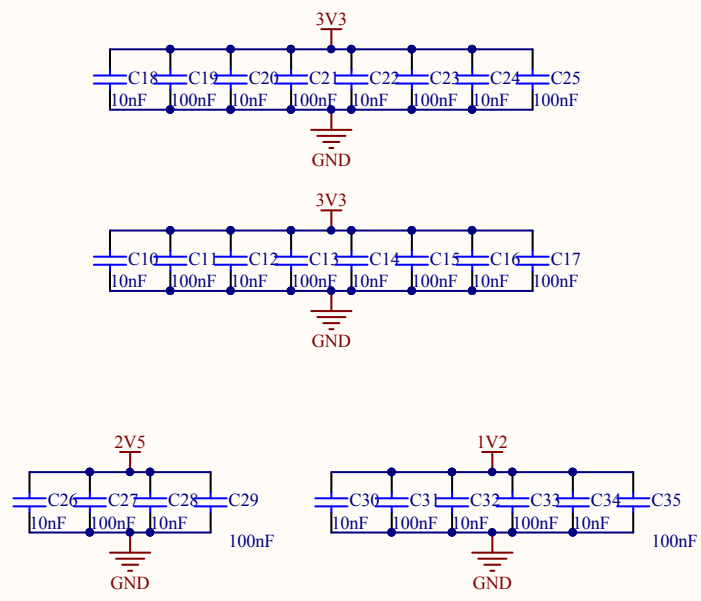 3V3
C18 C19 C20 C21 C22 C23 C24 C25
10nF 100nF 10nF 100nF 10nF 100nF 10nF 100nF
GND
3V3
C10 C11 C12 C13 C14 C15 C16 C17
10nF 100nF 10nF 100nF 10nF 100nF 10nF 100nF
GND
2V5
C26 C27 C28 C29
10nF 100nF 10nF
100nF
GND
1V2
C30 C31 C32 C33 C34 C35
10nF 100nF 10nF 100nF 10nF
100nF
GND